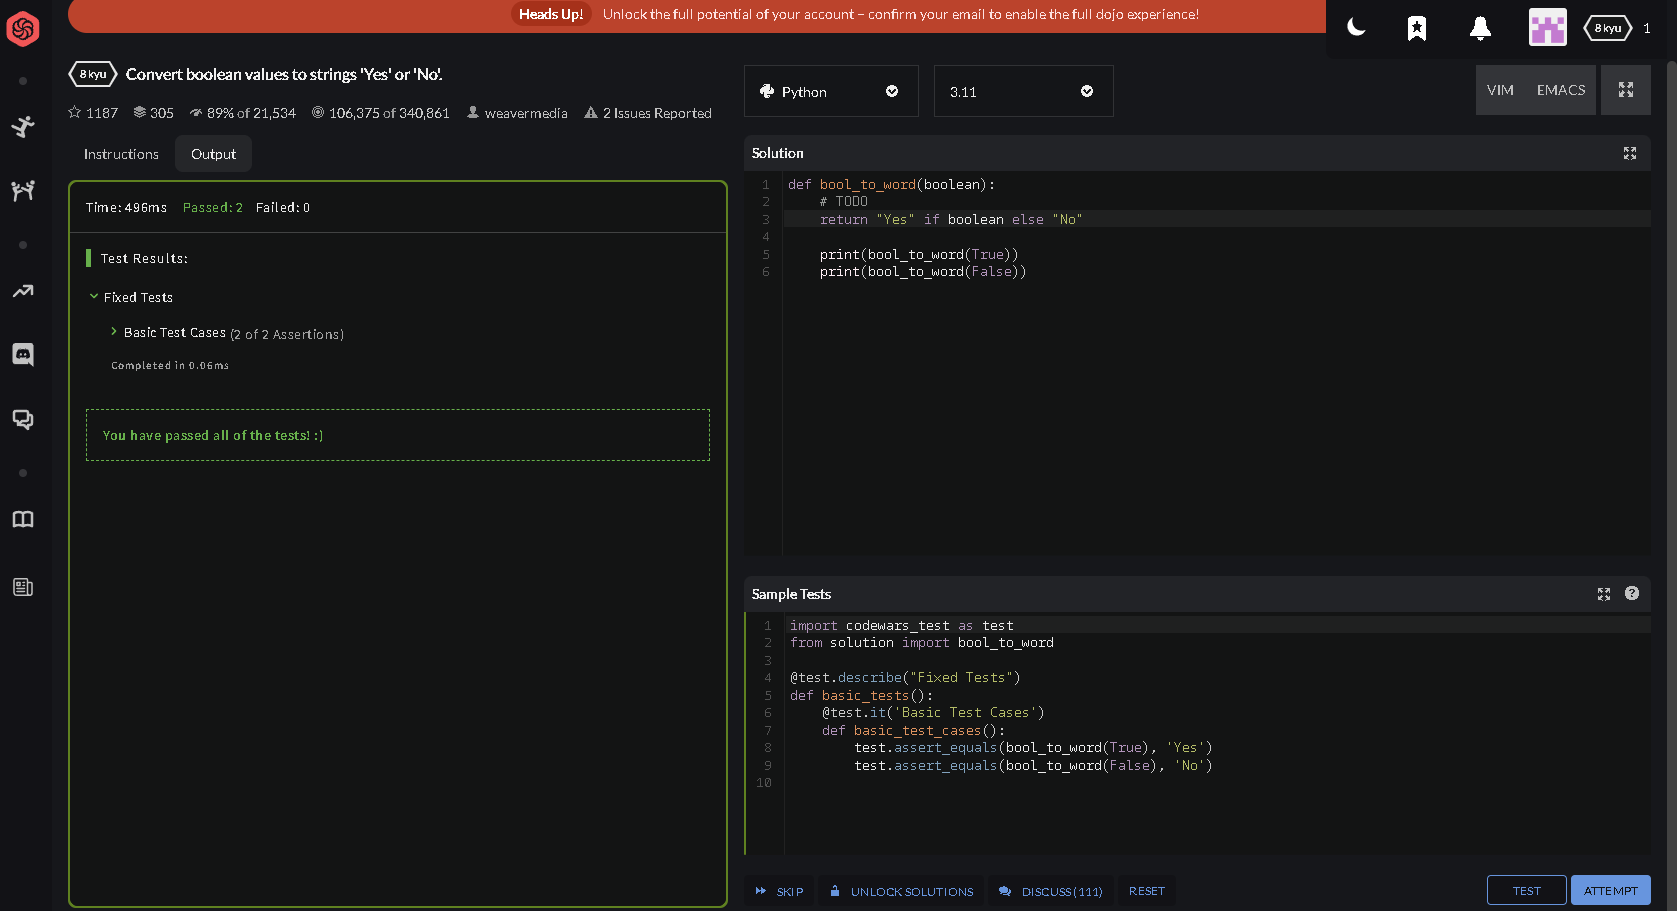 Heads Up! Unlock the full potential of your account – confirm your email to enable the full dojo experience!
8 kyu 1
8 kyu Convert boolean values to strings 'Yes' or 'No'.
1187 305 89% of 21,534 106,375 of 340,861 weavermedia 2 Issues Reported
Instructions Output
Time: 496ms Passed: 2 Failed: 0
Test Results:
Fixed Tests
Basic Test Cases (2 of 2 Assertions)
Completed in 0.06ms
You have passed all of the tests! :)
Python 3.11 VIM EMACS
Solution
1 def bool_to_word(boolean):
2     # TODO
3     return "Yes" if boolean else "No"
4
5     print(bool_to_word(True))
6     print(bool_to_word(False))
Sample Tests ?
1 import codewars_test as test
2 from solution import bool_to_word
3
4 @test.describe("Fixed Tests")
5 def basic_tests():
6     @test.it('Basic Test Cases')
7     def basic_test_cases():
8         test.assert_equals(bool_to_word(True), 'Yes')
9         test.assert_equals(bool_to_word(False), 'No')
10
SKIP UNLOCK SOLUTIONS DISCUSS (111) RESET TEST ATTEMPT